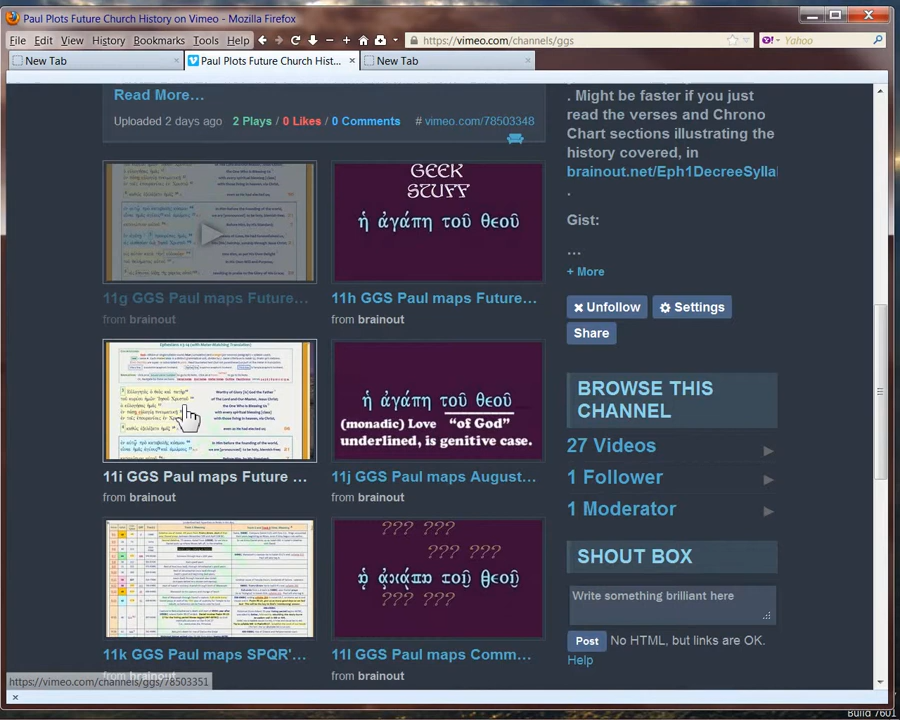 Paul Plots Future Church History on Vimeo - Mozilla Firefox
File Edit View History Bookmarks Tools Help
https://vimeo.com/channels/ggs
Yahoo
New Tab
Paul Plots Future Church Hist...
New Tab
Read More...
Uploaded 2 days ago 2 Plays / 0 Likes / 0 Comments # vimeo.com/78503348
GEEK
STUFF
ἡ ἀγάπη τοῦ θεοῦ
11g GGS Paul maps Future...
from brainout
11h GGS Paul maps Future...
from brainout
ἡ ἀγάπη τοῦ θεοῦ
(monadic) Love "of God"
underlined, is genitive case.
11i GGS Paul maps Future ...
from brainout
11j GGS Paul maps August...
from brainout
??? ???
??? ???
τοῦ θεοῦ
??? ???
11k GGS Paul maps SPQR'...
from brainout
11l GGS Paul maps Comm...
from brainout
. Might be faster if you just
read the verses and Chrono
Chart sections illustrating the
history covered, in
brainout.net/Eph1DecreeSylla
.
Gist:
...
+ More
Unfollow
Settings
Share
BROWSE THIS
CHANNEL
27 Videos
1 Follower
1 Moderator
SHOUT BOX
Write something brilliant here
Post No HTML, but links are OK.
Help
https://vimeo.com/channels/ggs/78503351
Build 7601